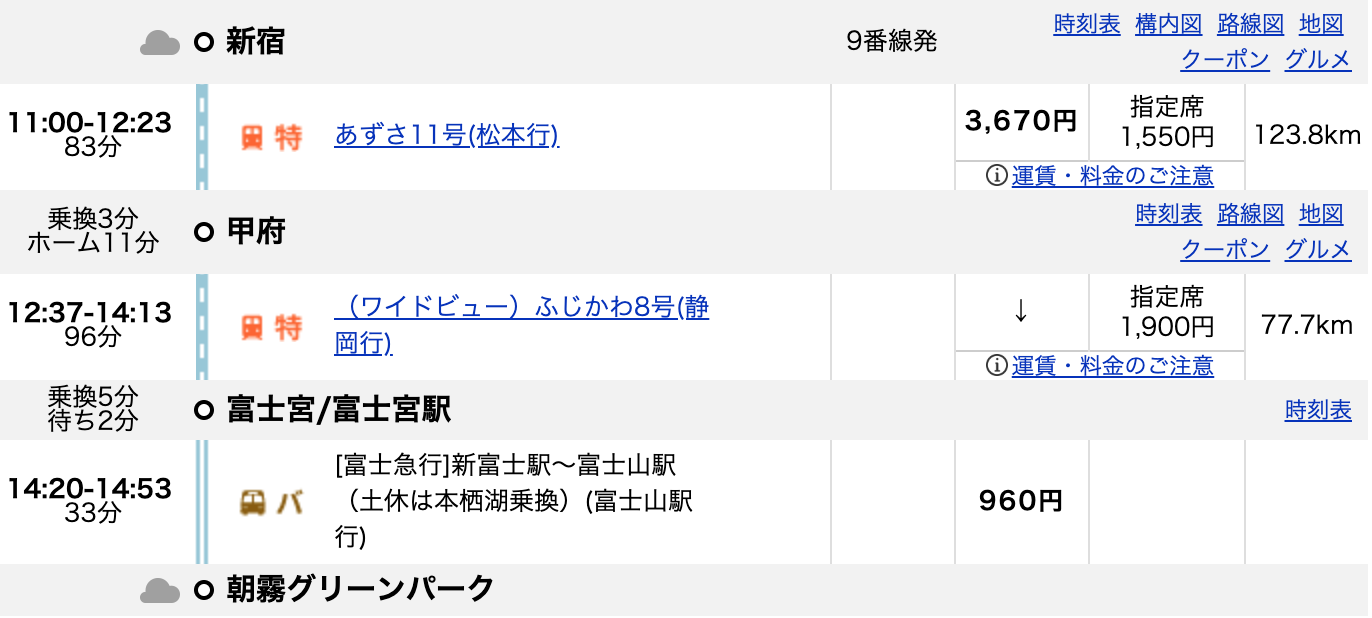 新宿
9番線発
時刻表 構内図 路線図 地図
クーポン グルメ
11:00-12:23
83分
特
あずさ11号(松本行)
3,670円
指定席
1,550円
123.8km
運賃・料金のご注意
乗換3分
ホーム11分
甲府
時刻表 路線図 地図
クーポン グルメ
12:37-14:13
96分
特
（ワイドビュー）ふじかわ8号(静
岡行)
↓
指定席
1,900円
77.7km
運賃・料金のご注意
乗換5分
待ち2分
富士宮/富士宮駅
時刻表
14:20-14:53
33分
バ
[富士急行]新富士駅～富士山駅
（土休は本栖湖乗換）(富士山駅
行)
960円
朝霧グリーンパーク